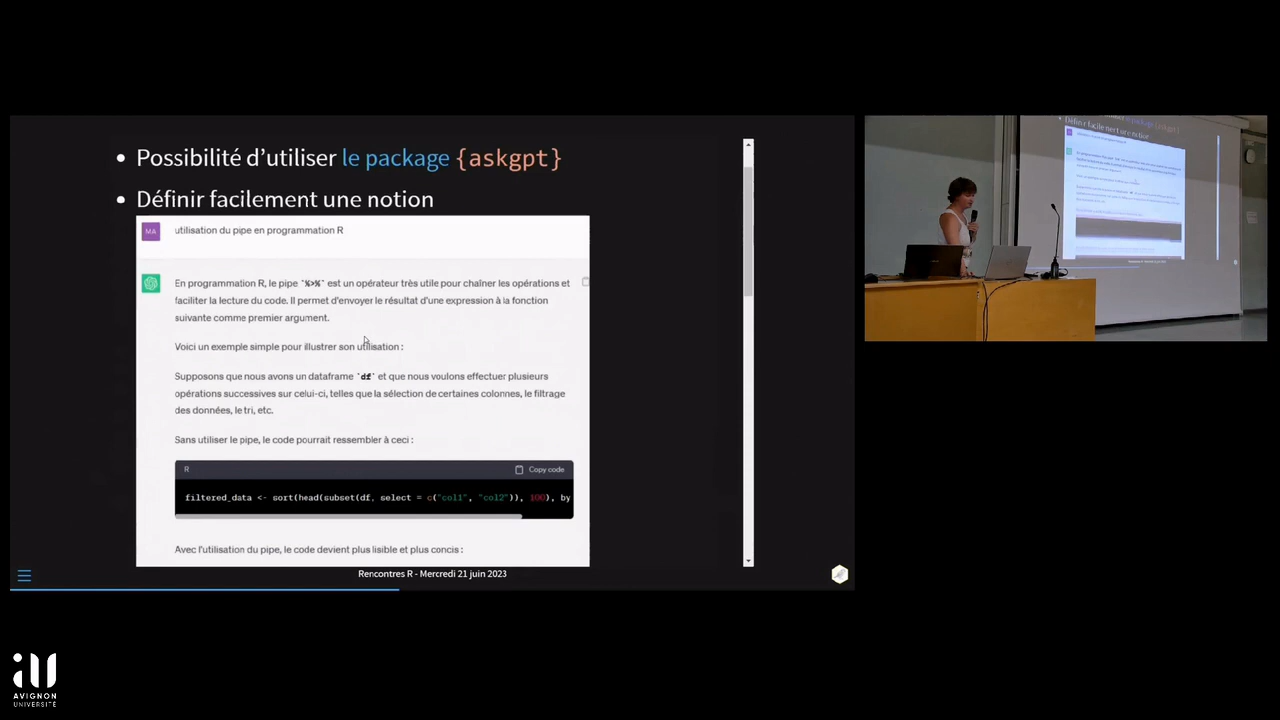 Possibilité d'utiliser le package {askgpt}
Définir facilement une notion
MA
utilisation du pipe en programmation R
En programmation R, le pipe `%>%` est un opérateur très utile pour chaîner les opérations et
faciliter la lecture du code. Il permet d'envoyer le résultat d'une expression à la fonction
suivante comme premier argument.
Voici un exemple simple pour illustrer son utilisation :
Supposons que nous avons un dataframe `df` et que nous voulons effectuer plusieurs
opérations successives sur celui-ci, telles que la sélection de certaines colonnes, le filtrage
des données, le tri, etc.
Sans utiliser le pipe, le code pourrait ressembler à ceci :
R
Copy code
filtered_data <- sort(head(subset(df, select = c("col1", "col2")), 100), by
Avec l'utilisation du pipe, le code devient plus lisible et plus concis :
Rencontres R - Mercredi 21 juin 2023
Définir facilement une notion
AVIGNON
UNIVERSITÉ